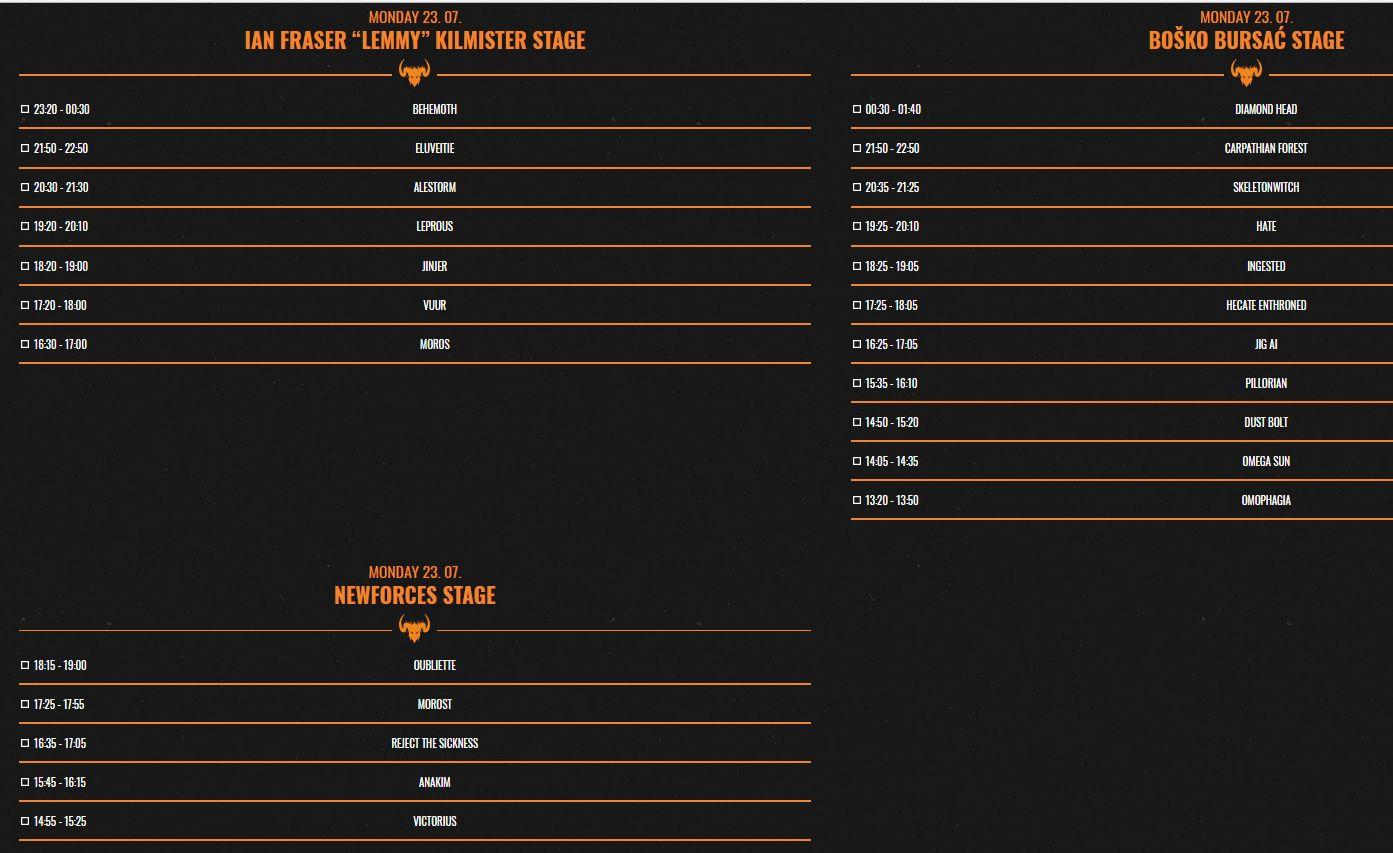 MONDAY 23. 07.
IAN FRASER “LEMMY” KILMISTER STAGE
23:20 - 00:30 BEHEMOTH
21:50 - 22:50 ELUVEITIE
20:30 - 21:30 ALESTORM
19:20 - 20:10 LEPROUS
18:20 - 19:00 JINJER
17:20 - 18:00 VUUR
16:30 - 17:00 MOROS
MONDAY 23. 07.
BOŠKO BURSAĆ STAGE
00:30 - 01:40 DIAMOND HEAD
21:50 - 22:50 CARPATHIAN FOREST
20:35 - 21:25 SKELETONWITCH
19:25 - 20:10 HATE
18:25 - 19:05 INGESTED
17:25 - 18:05 HECATE ENTHRONED
16:25 - 17:05 JIG AI
15:35 - 16:10 PILLORIAN
14:50 - 15:20 DUST BOLT
14:05 - 14:35 OMEGA SUN
13:20 - 13:50 OMOPHAGIA
MONDAY 23. 07.
NEWFORCES STAGE
18:15 - 19:00 OUBLIETTE
17:25 - 17:55 MOROST
16:35 - 17:05 REJECT THE SICKNESS
15:45 - 16:15 ANAKIM
14:55 - 15:25 VICTORIUS